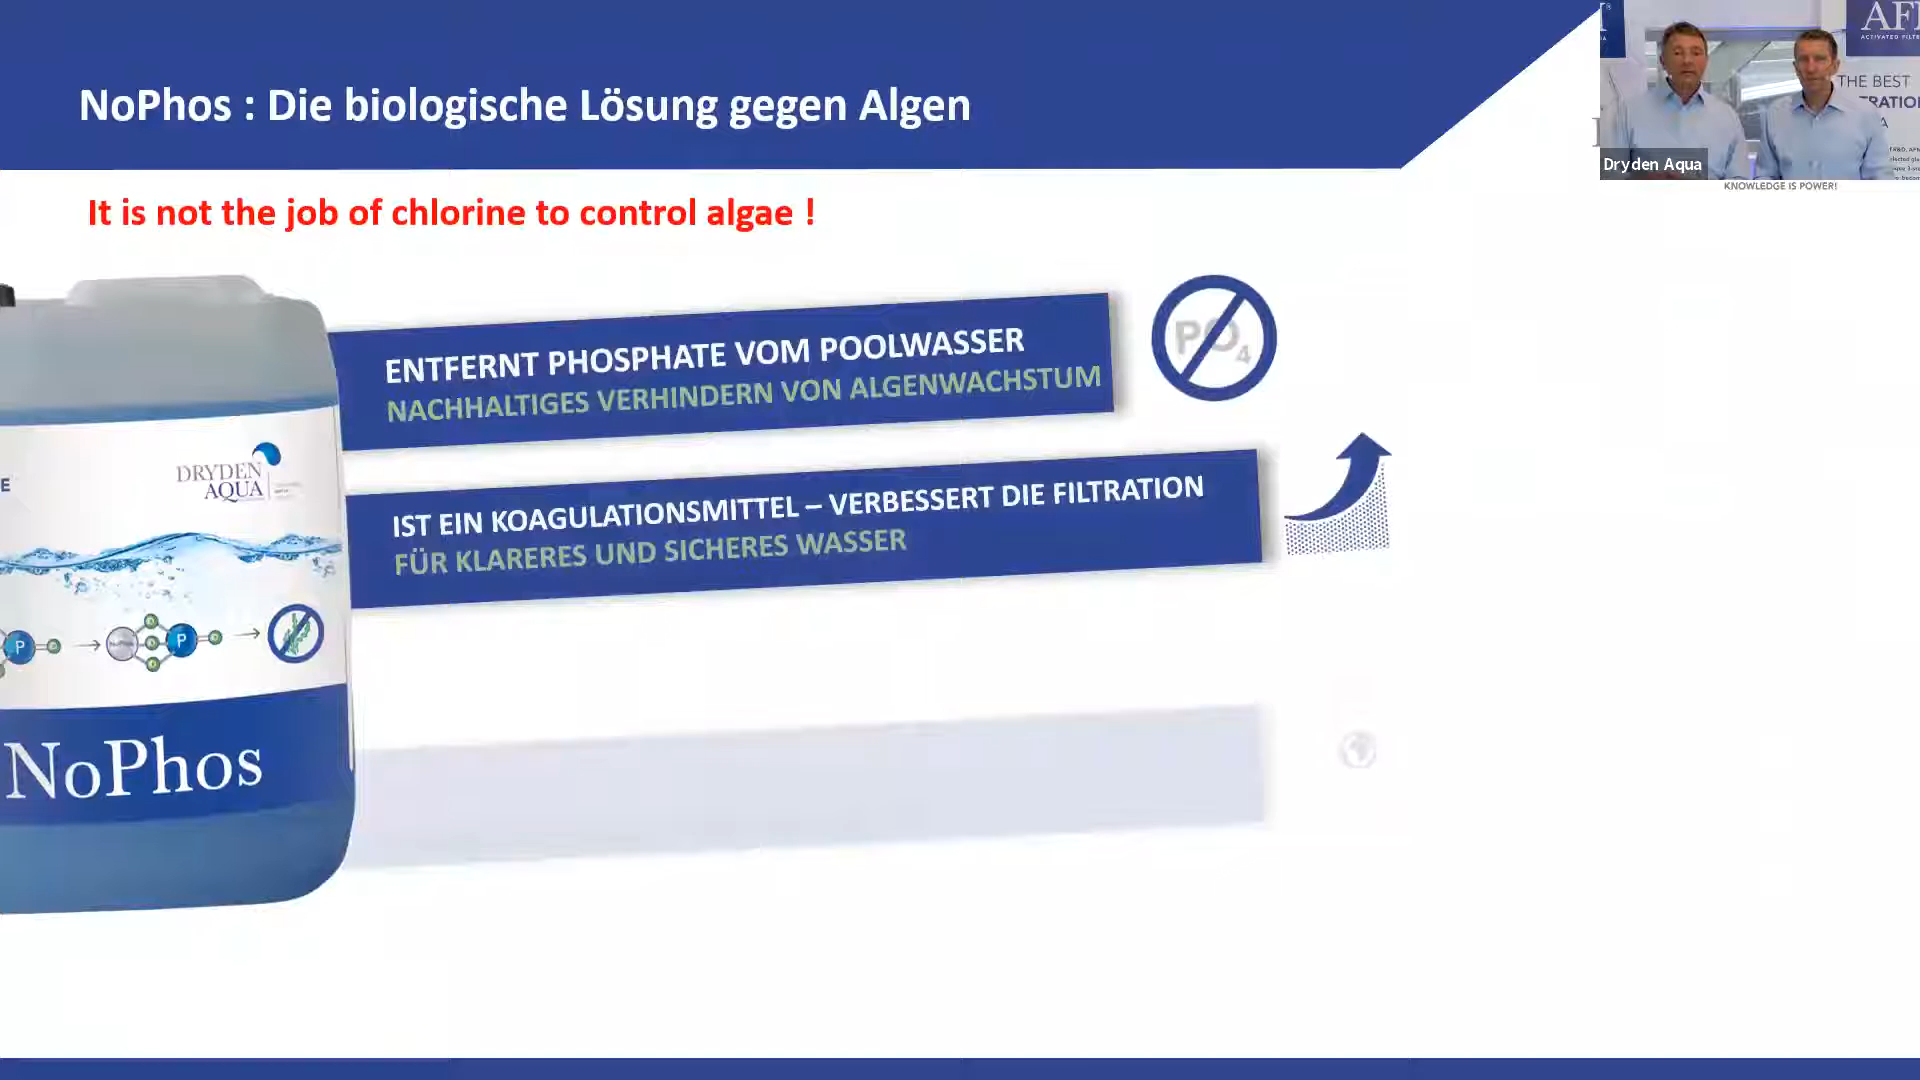 NoPhos : Die biologische Lösung gegen Algen
It is not the job of chlorine to control algae !
ENTFERNT PHOSPHATE VOM POOLWASSER
NACHHALTIGES VERHINDERN VON ALGENWACHSTUM
PO4
IST EIN KOAGULATIONSMITTEL – VERBESSERT DIE FILTRATION
FÜR KLARERES UND SICHERES WASSER
E
DRYDEN
AQUA
P
P
NoPhos
AF
THE BEST
Dryden Aqua
KNOWLEDGE IS POWER!